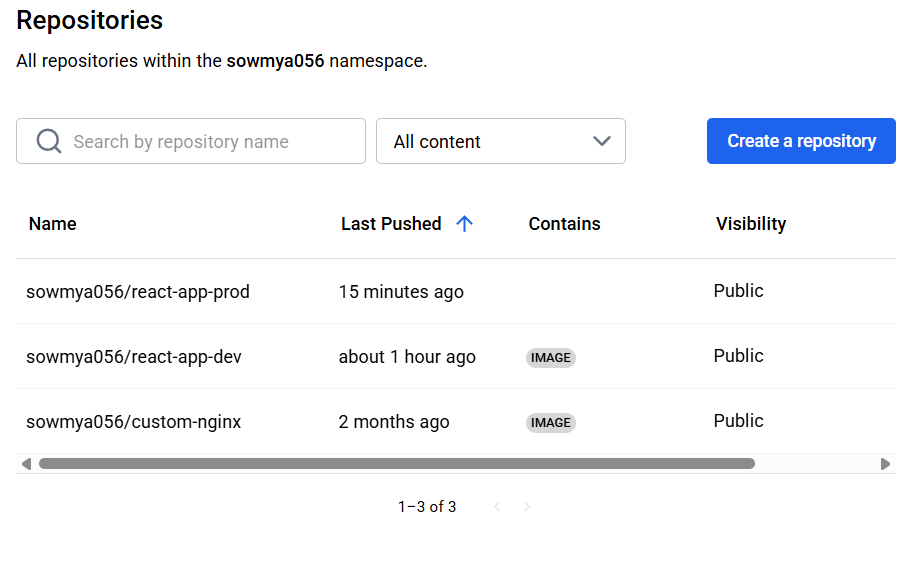 Repositories
All repositories within the sowmya056 namespace.
Search by repository name
All content
Create a repository
Name Last Pushed Contains Visibility
sowmya056/react-app-prod 15 minutes ago Public
sowmya056/react-app-dev about 1 hour ago IMAGE Public
sowmya056/custom-nginx 2 months ago IMAGE Public
1–3 of 3